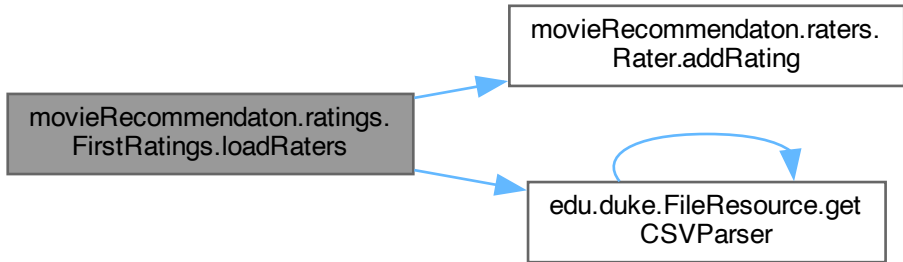 movieRecommendaton.raters.
Rater.addRating
movieRecommendaton.ratings.
FirstRatings.loadRaters
edu.duke.FileResource.get
CSVParser